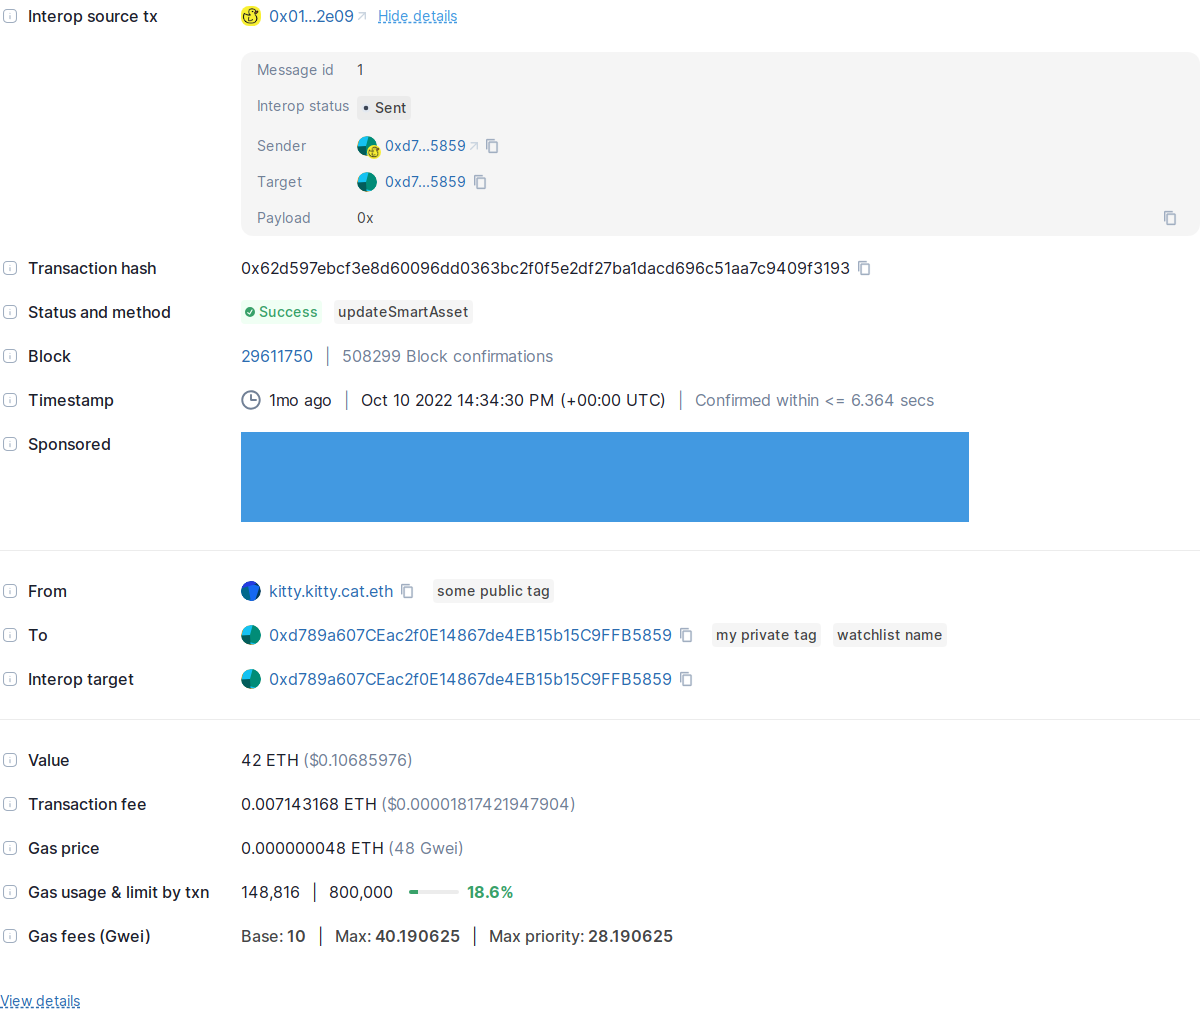 Interop source tx 0x01...2e09 Hide details
Message id 1
Interop status Sent
Sender 0xd7...5859
Target 0xd7...5859
Payload 0x
Transaction hash 0x62d597ebcf3e8d60096dd0363bc2f0f5e2df27ba1dacd696c51aa7c9409f3193
Status and method Success updateSmartAsset
Block 29611750 | 508299 Block confirmations
Timestamp 1mo ago | Oct 10 2022 14:34:30 PM (+00:00 UTC) | Confirmed within <= 6.364 secs
Sponsored
From kitty.kitty.cat.eth some public tag
To 0xd789a607CEac2f0E14867de4EB15b15C9FFB5859 my private tag watchlist name
Interop target 0xd789a607CEac2f0E14867de4EB15b15C9FFB5859
Value 42 ETH ($0.10685976)
Transaction fee 0.007143168 ETH ($0.00001817421947904)
Gas price 0.000000048 ETH (48 Gwei)
Gas usage & limit by txn 148,816 | 800,000 18.6%
Gas fees (Gwei) Base: 10 | Max: 40.190625 | Max priority: 28.190625
View details